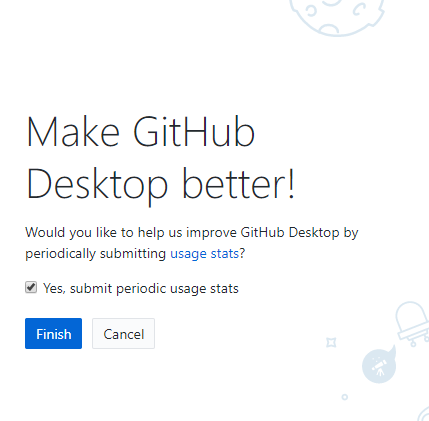 Make GitHub
Desktop better!
Would you like to help us improve GitHub Desktop by
periodically submitting usage stats?
Yes, submit periodic usage stats
Finish Cancel